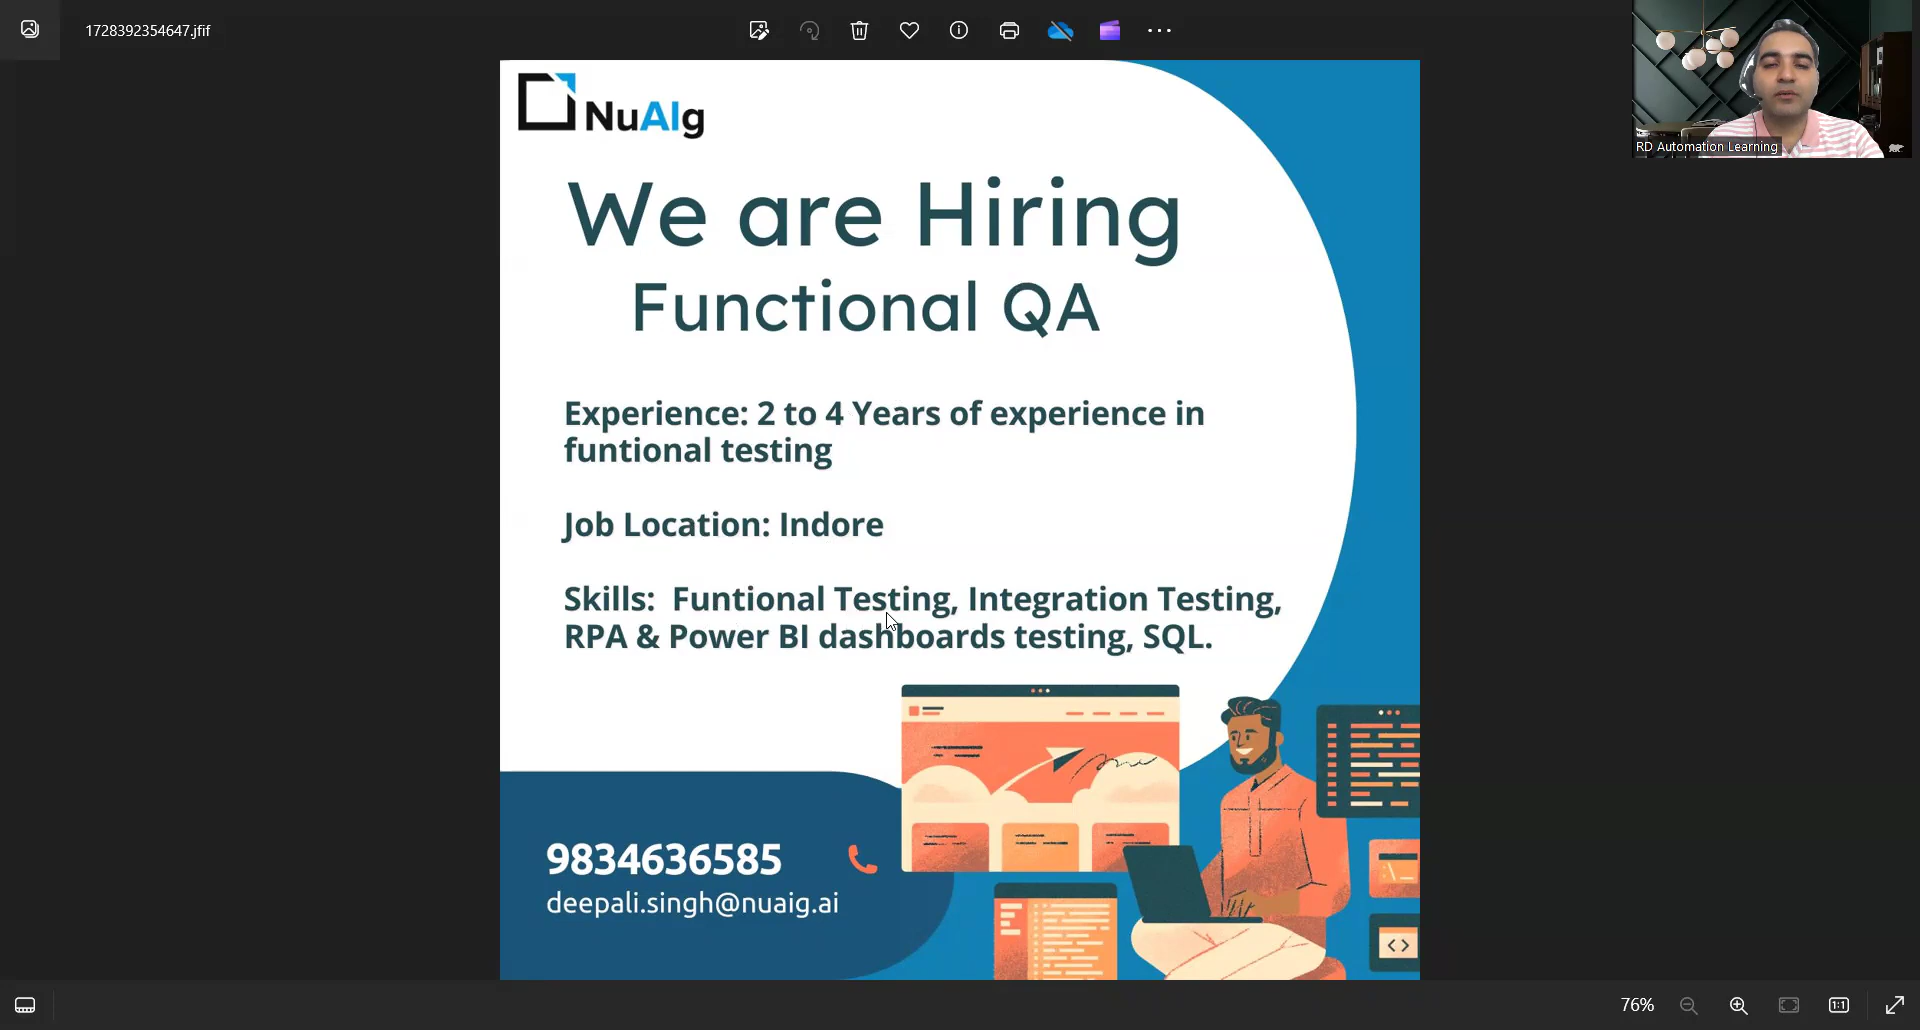 1728392354647.jfif
RD Automation Learning
NuAIg
We are Hiring
Functional QA
Experience: 2 to 4 Years of experience in
funtional testing
Job Location: Indore
Skills:  Funtional Testing, Integration Testing,
RPA & Power BI dashboards testing, SQL.
9834636585
deepali.singh@nuaig.ai
76%
1:1